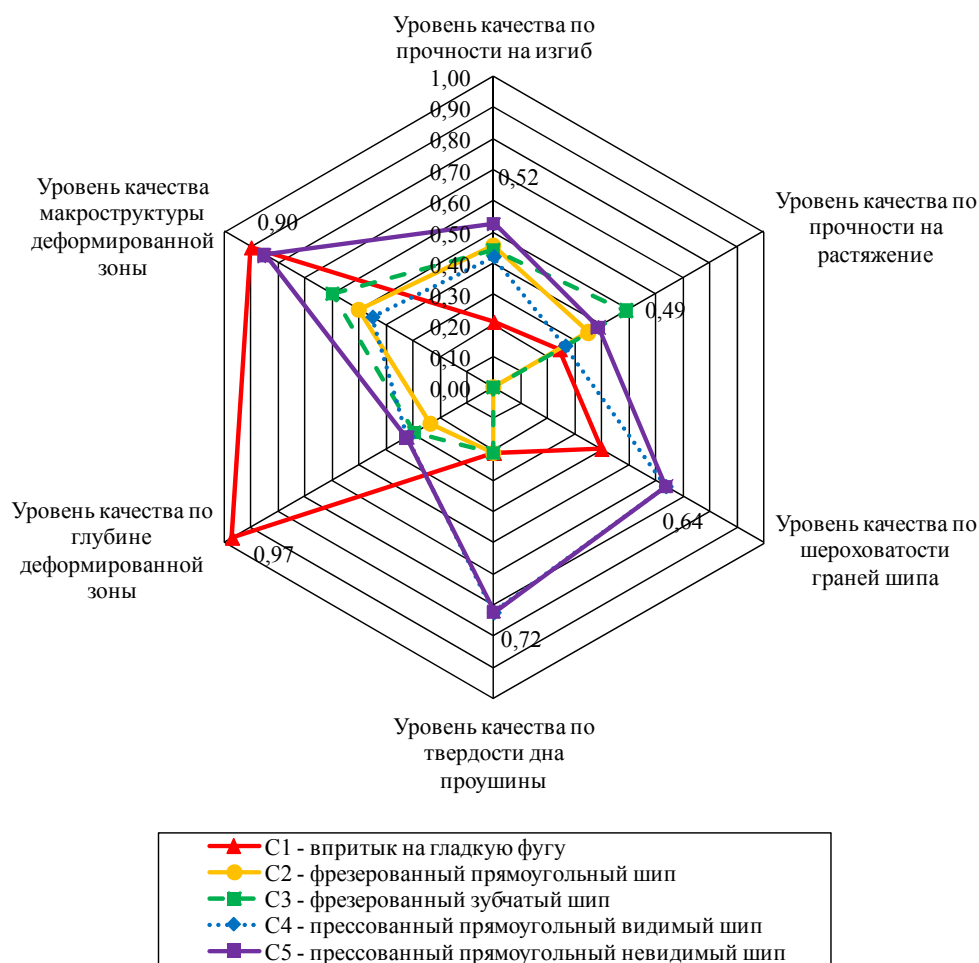 Уровень качества по
прочности на изгиб
1,00
0,90
0,80
0,70
0,60
0,50
0,40
0,30
0,20
0,10
0,00
0,52
Уровень качества по
прочности на
растяжение
0,49
Уровень качества по
шероховатости
граней шипа
0,64
Уровень качества по
твердости дна
проушины
0,72
Уровень качества по
глубине
деформированной
зоны
0,97
Уровень качества
макроструктуры
деформированной
зоны
0,90
С1 - впритык на гладкую фугу
С2 - фрезерованный прямоугольный шип
С3 - фрезерованный зубчатый шип
С4 - прессованный прямоугольный видимый шип
С5 - прессованный прямоугольный невидимый шип